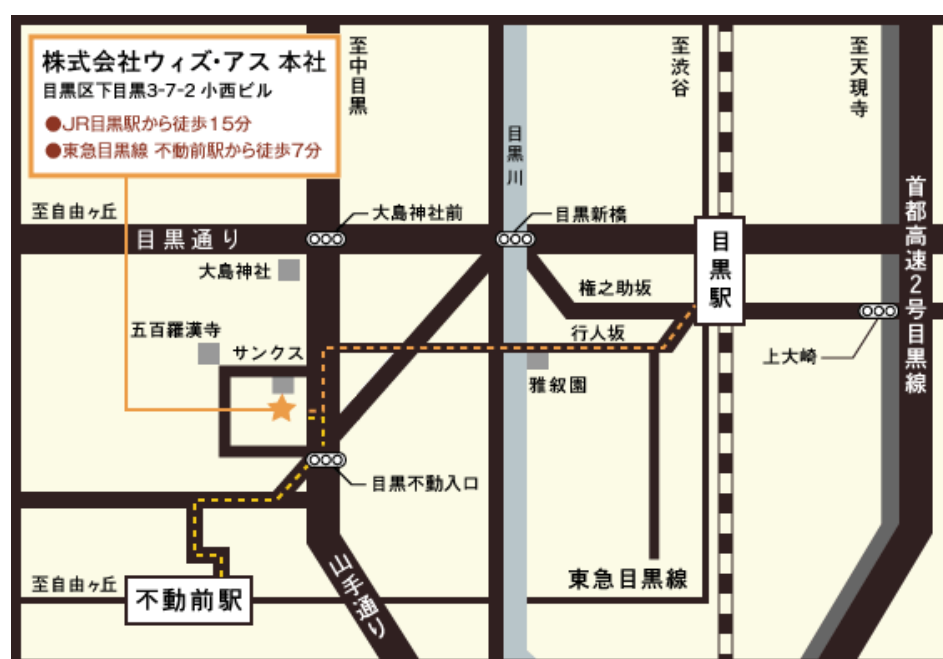 株式会社ウィズ・アス 本社
目黒区下目黒3-7-2 小西ビル
●JR目黒駅から徒歩15分
●東急目黒線 不動前駅から徒歩7分
至中目黒
至渋谷
至天現寺
目黒川
首都高速2号目黒線
至自由ヶ丘
大島神社前
目黒新橋
目黒通り
目黒駅
大島神社
権之助坂
五百羅漢寺
サンクス
行人坂
上大崎
雅叙園
目黒不動入口
山手通り
至自由ヶ丘
不動前駅
東急目黒線